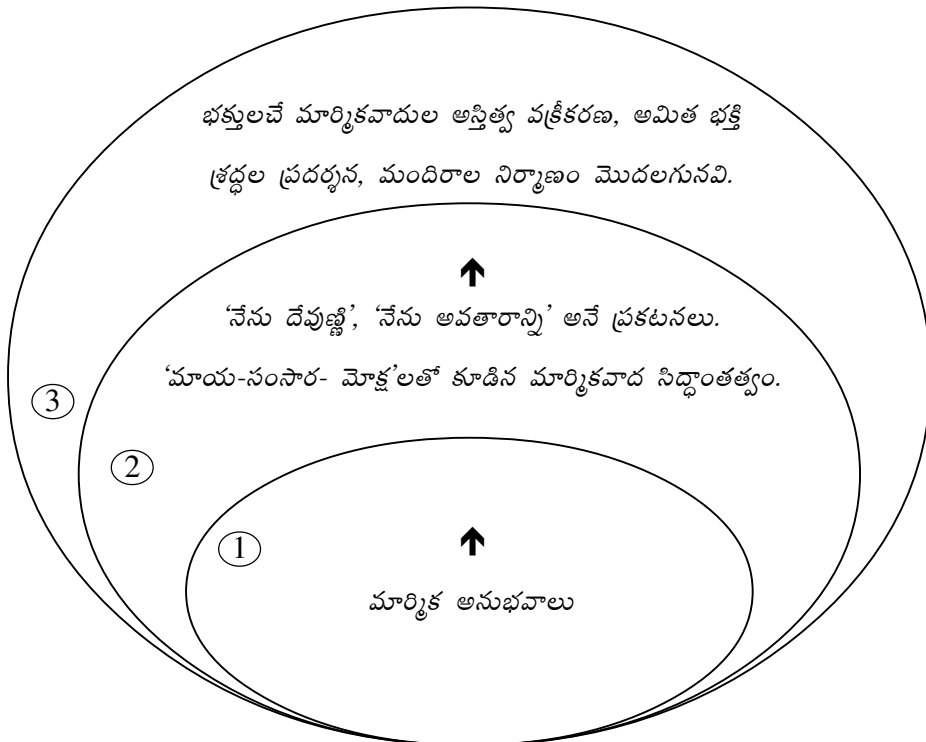 భక్తులచే మార్మికవాదుల అస్తిత్వ వక్రీకరణ, అమిత భక్తి
శ్రద్ధల ప్రదర్శన, మందిరాల నిర్మాణం మొదలగునవి.
‘నేను దేవుణ్ణి’, ‘నేను అవతారాన్ని’ అనే ప్రకటనలు.
‘మాయ-సంసార- మోక్ష’లతో కూడిన మార్మికవాద సిద్ధాంతత్వం.
3
2
1
మార్మిక అనుభవాలు